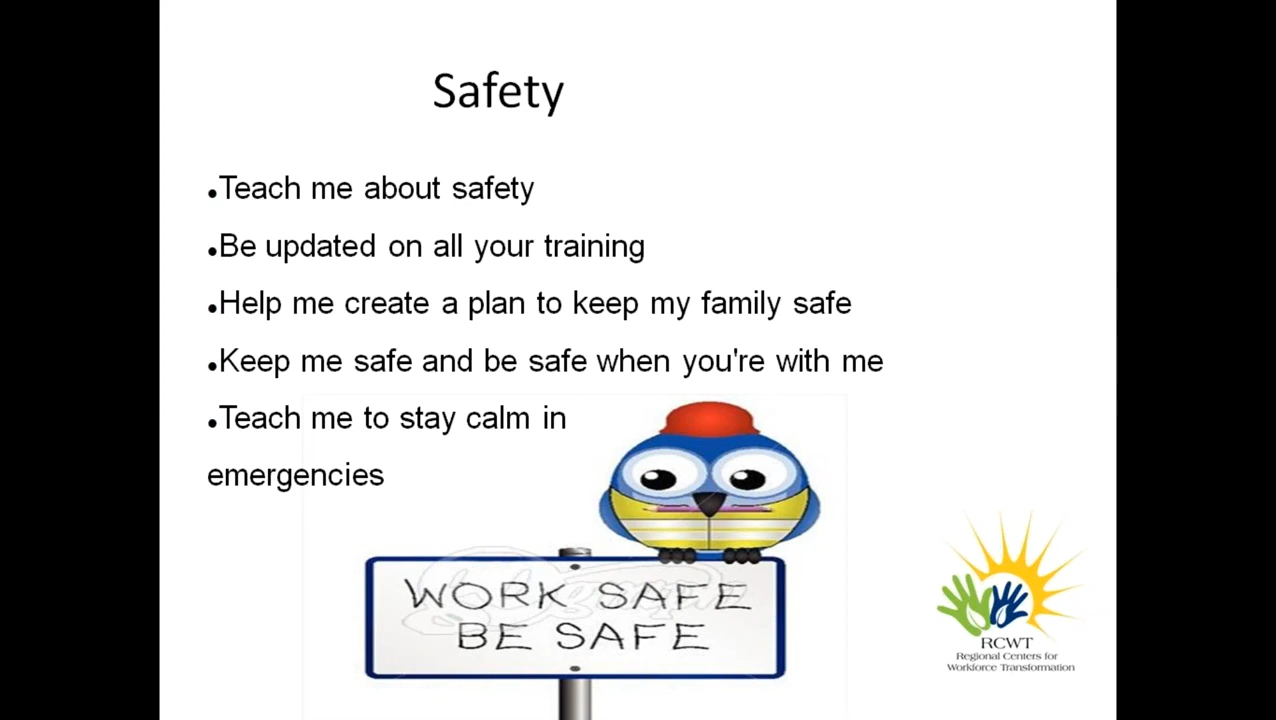 Safety
•Teach me about safety
•Be updated on all your training
•Help me create a plan to keep my family safe
•Keep me safe and be safe when you're with me
•Teach me to stay calm in
emergencies
WORK SAFE
BE SAFE
RCWT
Regional Centers for
Workforce Transformation